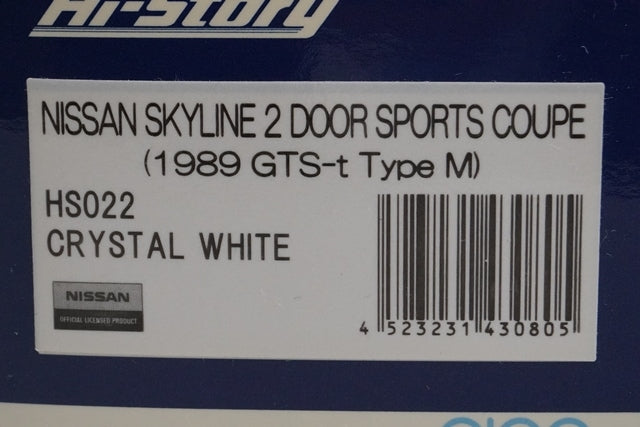 Hi-Story
NISSAN SKYLINE 2 DOOR SPORTS COUPE
(1989 GTS-t Type M)
HS022
CRYSTAL WHITE
NISSAN
OFFICIAL LICENSED PRODUCT
4 523231 430805